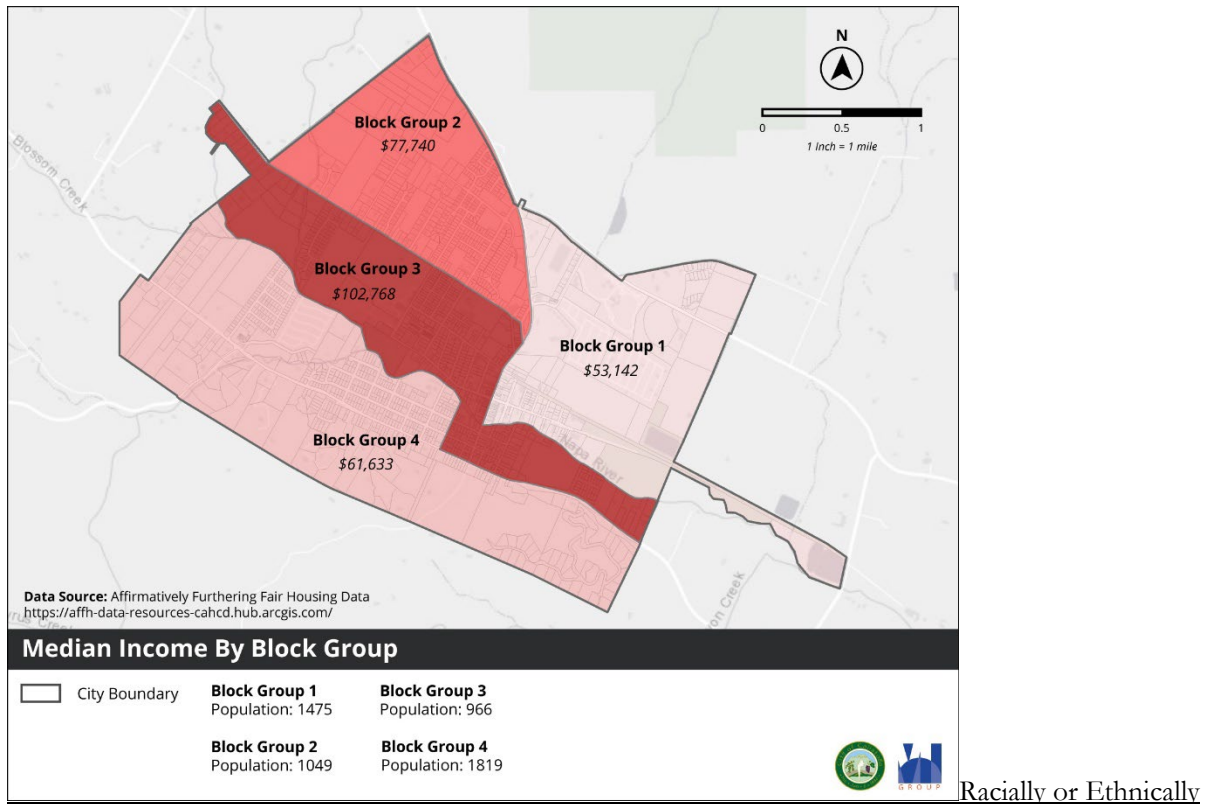 N
0 0.5 1
1 inch = 1 mile
Block Group 2
$77,740
Blossom Creek
Block Group 3
$102,768
Block Group 1
$53,142
Block Group 4
$61,633
Napa River
Data Source: Affirmatively Furthering Fair Housing Data
https://affh-data-resources-cahcd.hub.arcgis.com/
yon Creek
Median Income By Block Group
City Boundary
Block Group 1
Population: 1475
Block Group 3
Population: 966
Block Group 2
Population: 1049
Block Group 4
Population: 1819
GROUP
Racially or Ethnically